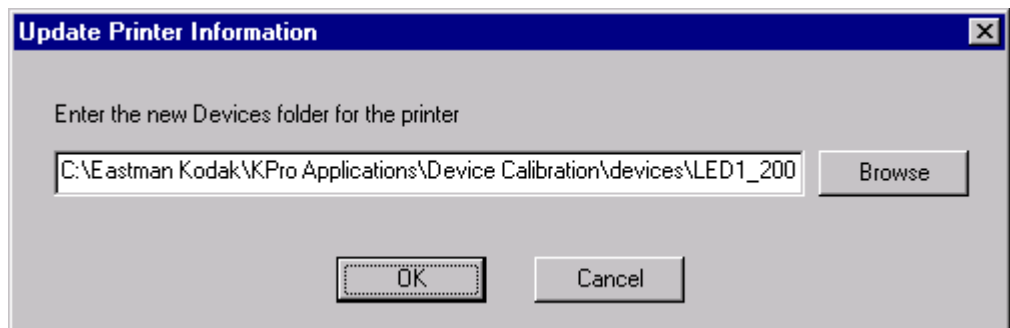 Update Printer Information
Enter the new Devices folder for the printer
C:\Eastman Kodak\KPro Applications\Device Calibration\devices\LED1_200
Browse
OK
Cancel